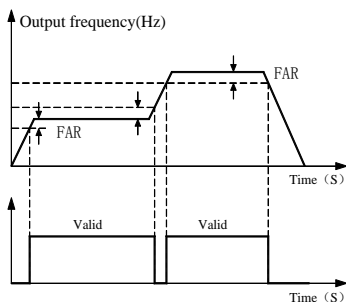 Output frequency(Hz)
FAR
FAR
Time（S）
Valid
Valid
Time（S）